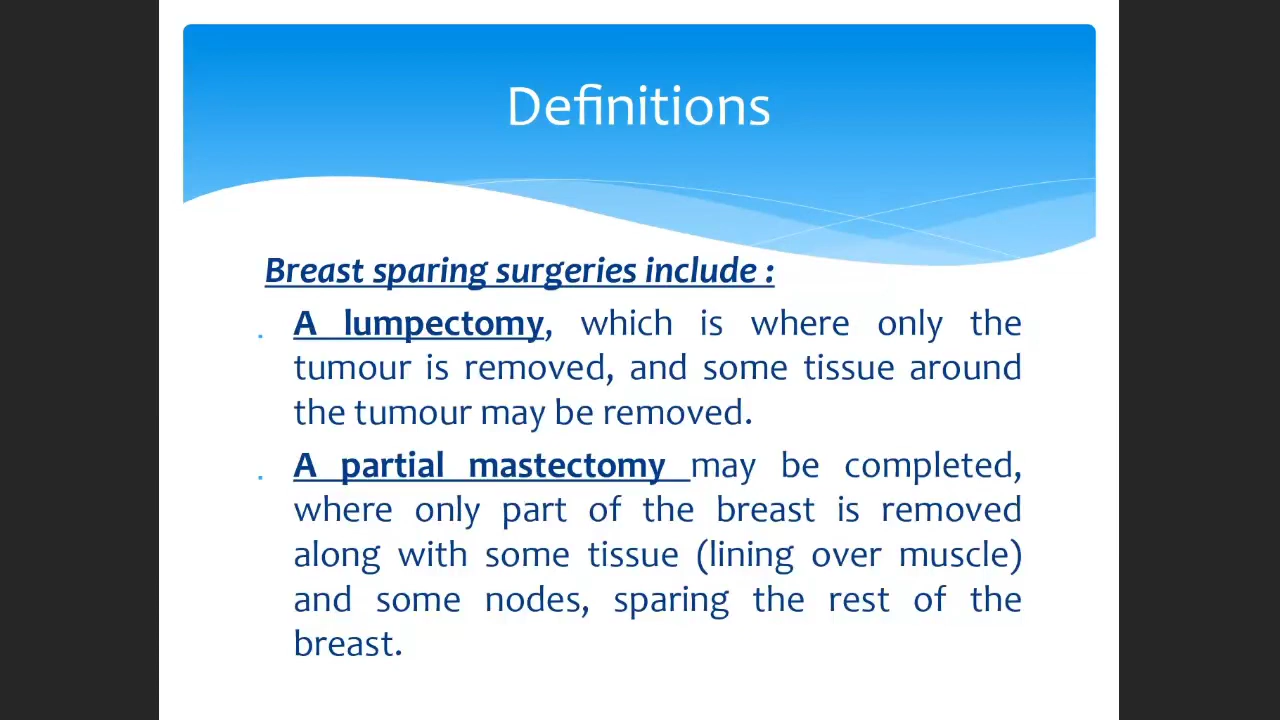 Definitions
Breast sparing surgeries include :
. A lumpectomy, which is where only the
tumour is removed, and some tissue around
the tumour may be removed.
. A partial mastectomy may be completed,
where only part of the breast is removed
along with some tissue (lining over muscle)
and some nodes, sparing the rest of the
breast.